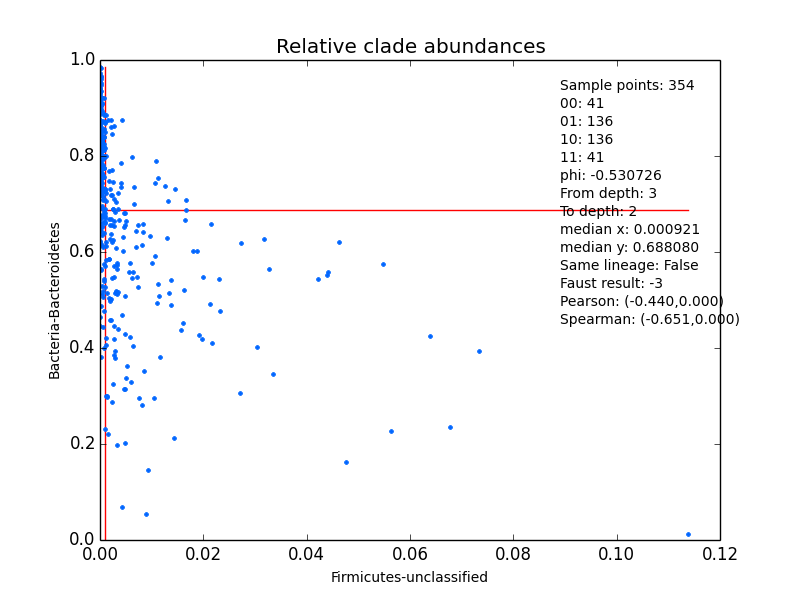 Relative clade abundances
1.0
0.8
0.6
0.4
0.2
0.0
Bacteria-Bacteroidetes
Sample points: 354
00: 41
01: 136
10: 136
11: 41
phi: -0.530726
From depth: 3
To depth: 2
median x: 0.000921
median y: 0.688080
Same lineage: False
Faust result: -3
Pearson: (-0.440,0.000)
Spearman: (-0.651,0.000)
0.00 0.02 0.04 0.06 0.08 0.10 0.12
Firmicutes-unclassified